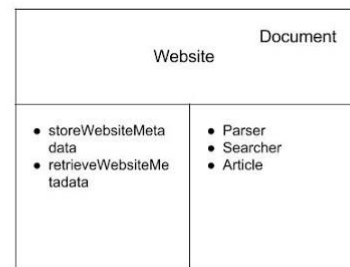 Document
Website
● storeWebsiteMeta
data
● retrieveWebsiteMe
tadata
● Parser
● Searcher
● Article